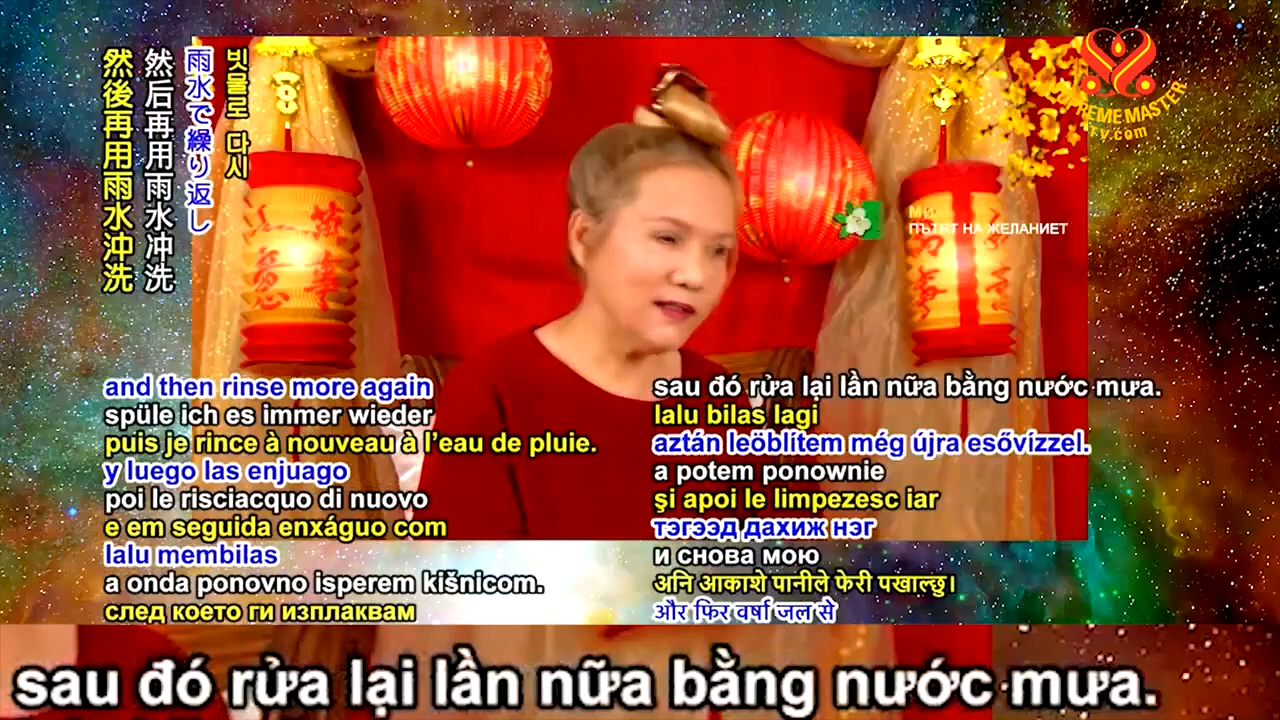 然後再用雨水沖洗
然后再用雨水冲洗
雨水で繰り返し
빗물로 다시
SUPREME MASTER
TV.com
ПЪТЯТ НА ЖЕЛАНИЕТ
and then rinse more again
spüle ich es immer wieder
puis je rince à nouveau à l’eau de pluie.
y luego las enjuago
poi le risciacquo di nuovo
e em seguida enxáguo com
lalu membilas
a onda ponovno isperem kišnicom.
след което ги изплаквам
sau đó rửa lại lần nữa bằng nước mưa.
lalu bilas lagi
aztán leöblítem még újra esővízzel.
a potem ponownie
şi apoi le limpezesc iar
тэгээд дахиж нэг
и снова мою
अनि आकाशे पानीले फेरी पखाल्छु।
और फिर वर्षा जल से
sau đó rửa lại lần nữa bằng nước mưa.